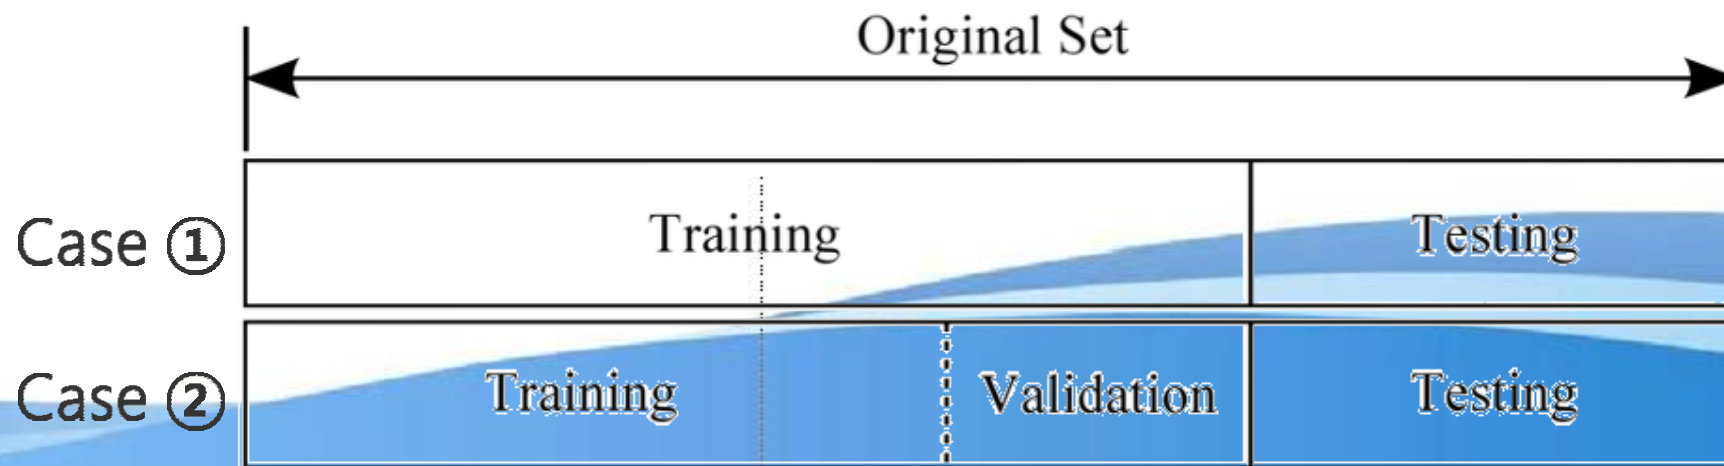 Original Set
Case ① Training Testing
Case ② Training Validation Testing